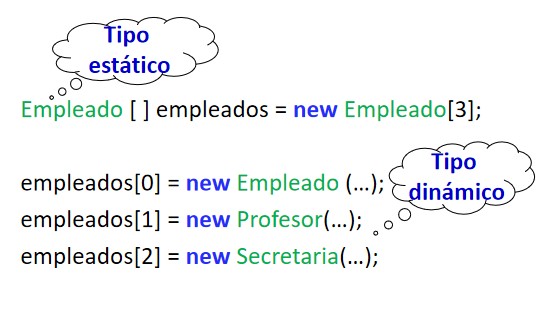 Tipo
estático
Empleado [ ] empleados = new Empleado[3];
Tipo
dinámico
empleados[0] = new Empleado (…);
empleados[1] = new Profesor(…);
empleados[2] = new Secretaria(…);